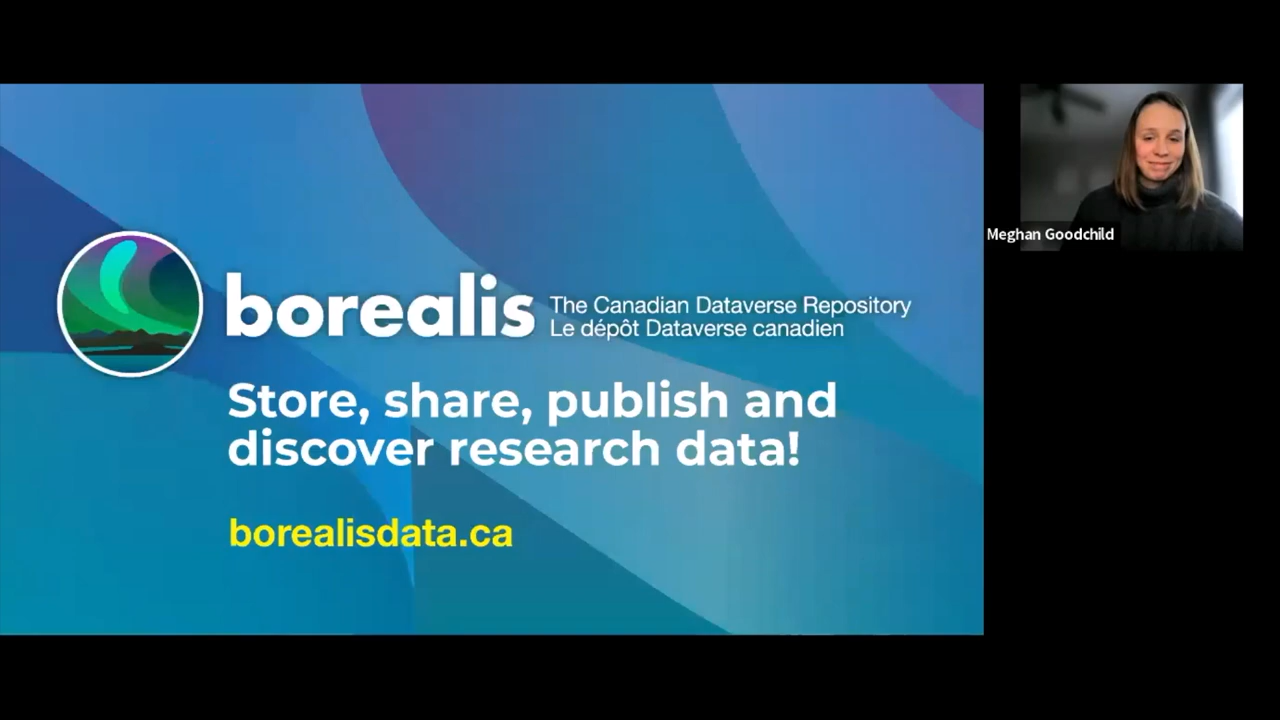 borealis
The Canadian Dataverse Repository
Le dépôt Dataverse canadien
Store, share, publish and
discover research data!
borealisdata.ca
Meghan Goodchild